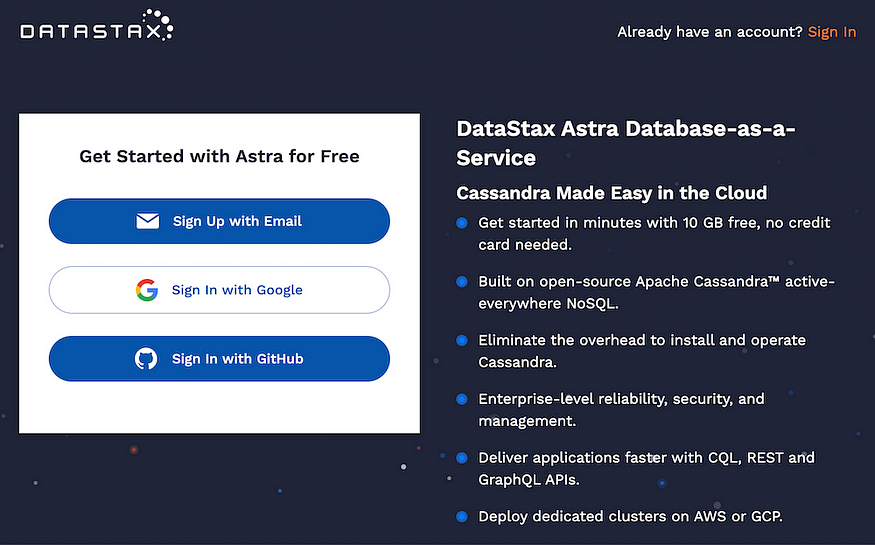 DATASTAX
Already have an account? Sign In
Get Started with Astra for Free
Sign Up with Email
Sign In with Google
Sign In with GitHub
DataStax Astra Database-as-a-
Service
Cassandra Made Easy in the Cloud
Get started in minutes with 10 GB free, no credit
card needed.
Built on open-source Apache Cassandra™ active-
everywhere NoSQL.
Eliminate the overhead to install and operate
Cassandra.
Enterprise-level reliability, security, and
management.
Deliver applications faster with CQL, REST and
GraphQL APIs.
Deploy dedicated clusters on AWS or GCP.